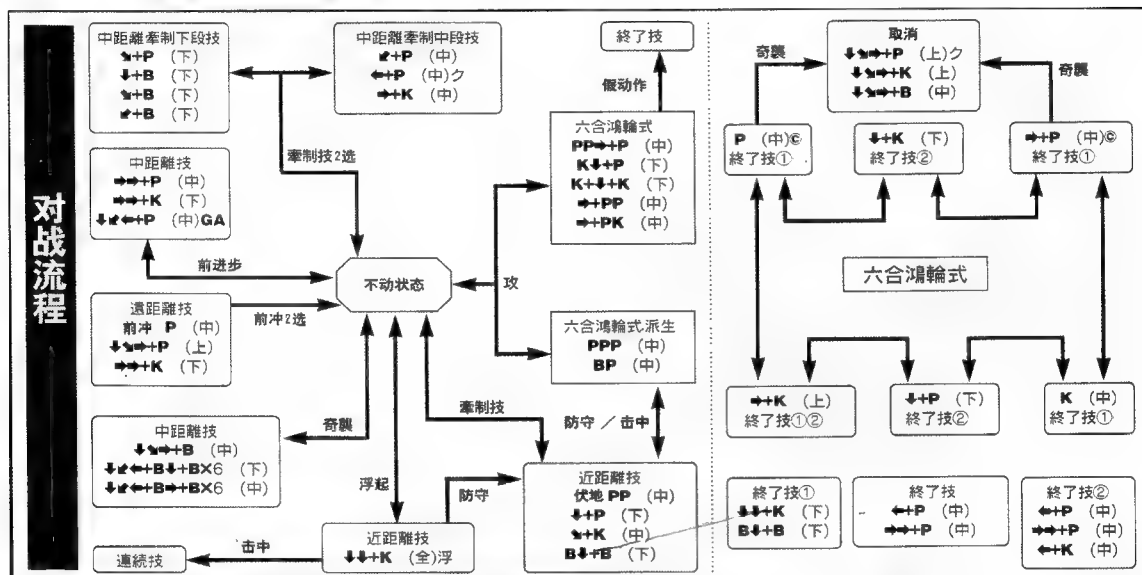 对战流程
中距離牽制下段技
↘+P (下)
↓+B (下)
↘+B (下)
↙+B (下)
中距離牽制中段技
↙+P (中)
←+P (中)ク
➡+K (中)
牽制技2选
中距離技
➡➡+P (中)
➡➡+K (下)
↓↙←+P (中)GA
前进步
遠距離技
前冲 P (中)
↓↘➡+P (上)
➡➡+K (下)
前冲2选
不动状态
中距離技
↓↘➡+B (中)
↓↙←+B↓+B×6 (下)
↓↙←+B➡+B×6 (中)
奇襲
浮起
連続技
击中
近距離技
↓↓+K (全)浮
防守
牽制技
近距離技
伏地 PP (中)
↓+P (下)
↘+K (中)
B↓+B (下)
防守 / 击中
六合鴻輪式派生
PPP (中)
BP (中)
攻
六合鴻輪式
PP➡+P (中)
K↓+P (下)
K+↓+K (下)
➡+PP (中)
➡+PK (中)
假动作
终了技
取消
↓↘➡+P (上)ク
↓↘➡+K (上)
↓↘➡+B (中)
奇襲
奇襲
P (中)©
終了技①
↓+K (下)
終了技②
➡+P (中)©
終了技①
六合鴻輪式
➡+K (上)
終了技①②
↓+P (下)
終了技②
K (中)
終了技①
終了技①
↓↓+K (下)
B↓+B (下)
終了技
←+P (中)
➡➡+P (中)
終了技②
←+P (中)
➡➡+P (中)
←+K (中)